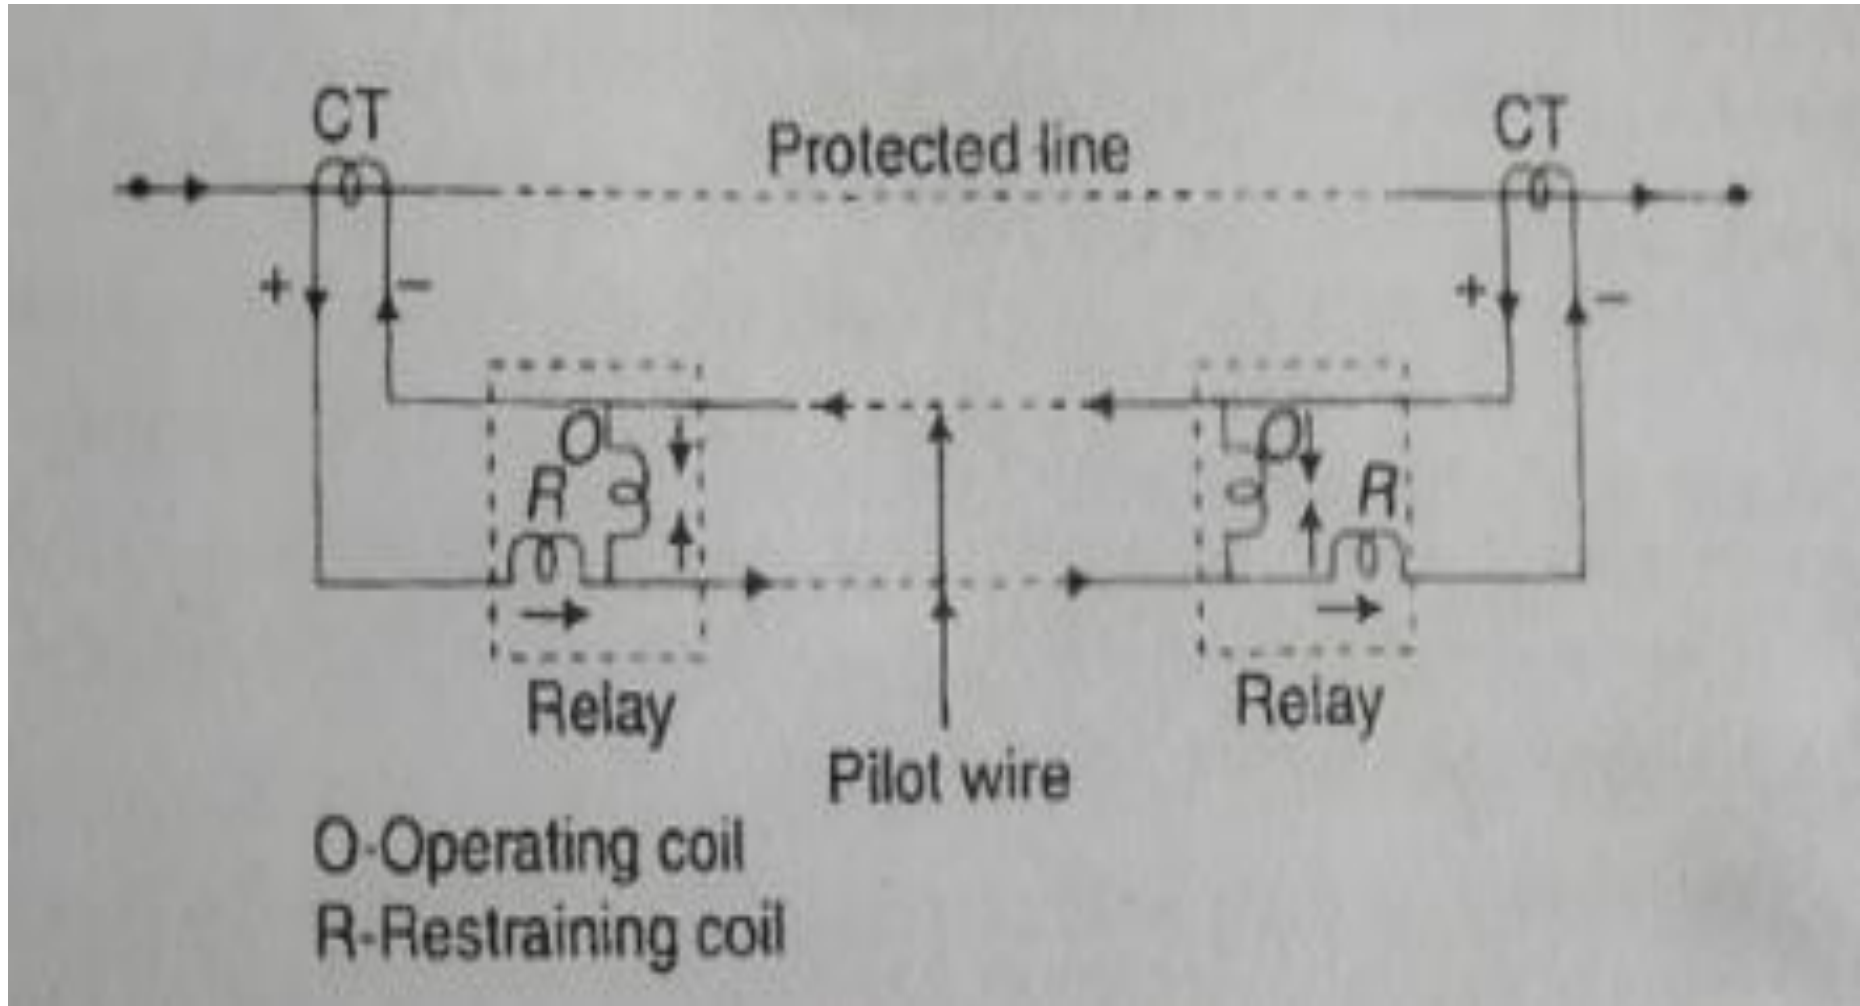 CT
Protected line
CT
+
−
+
−
O
R
O
R
Relay
Relay
Pilot wire
O-Operating coil
R-Restraining coil